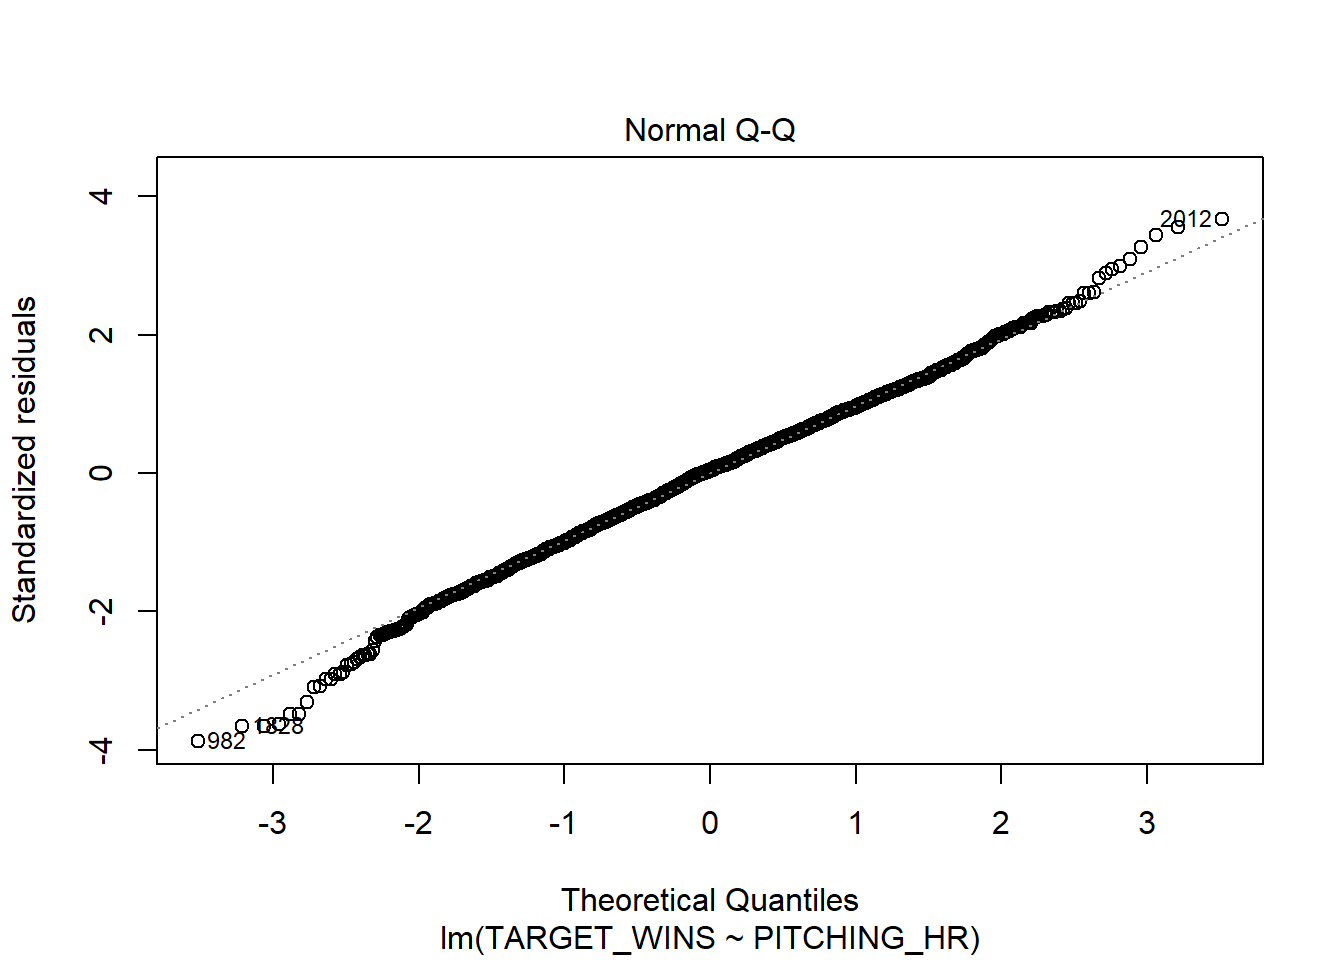 Normal Q-Q
Standardized residuals
4
2
0
-2
-4
2012
1828
982
-3 -2 -1 0 1 2 3
Theoretical Quantiles
lm(TARGET_WINS ~ PITCHING_HR)